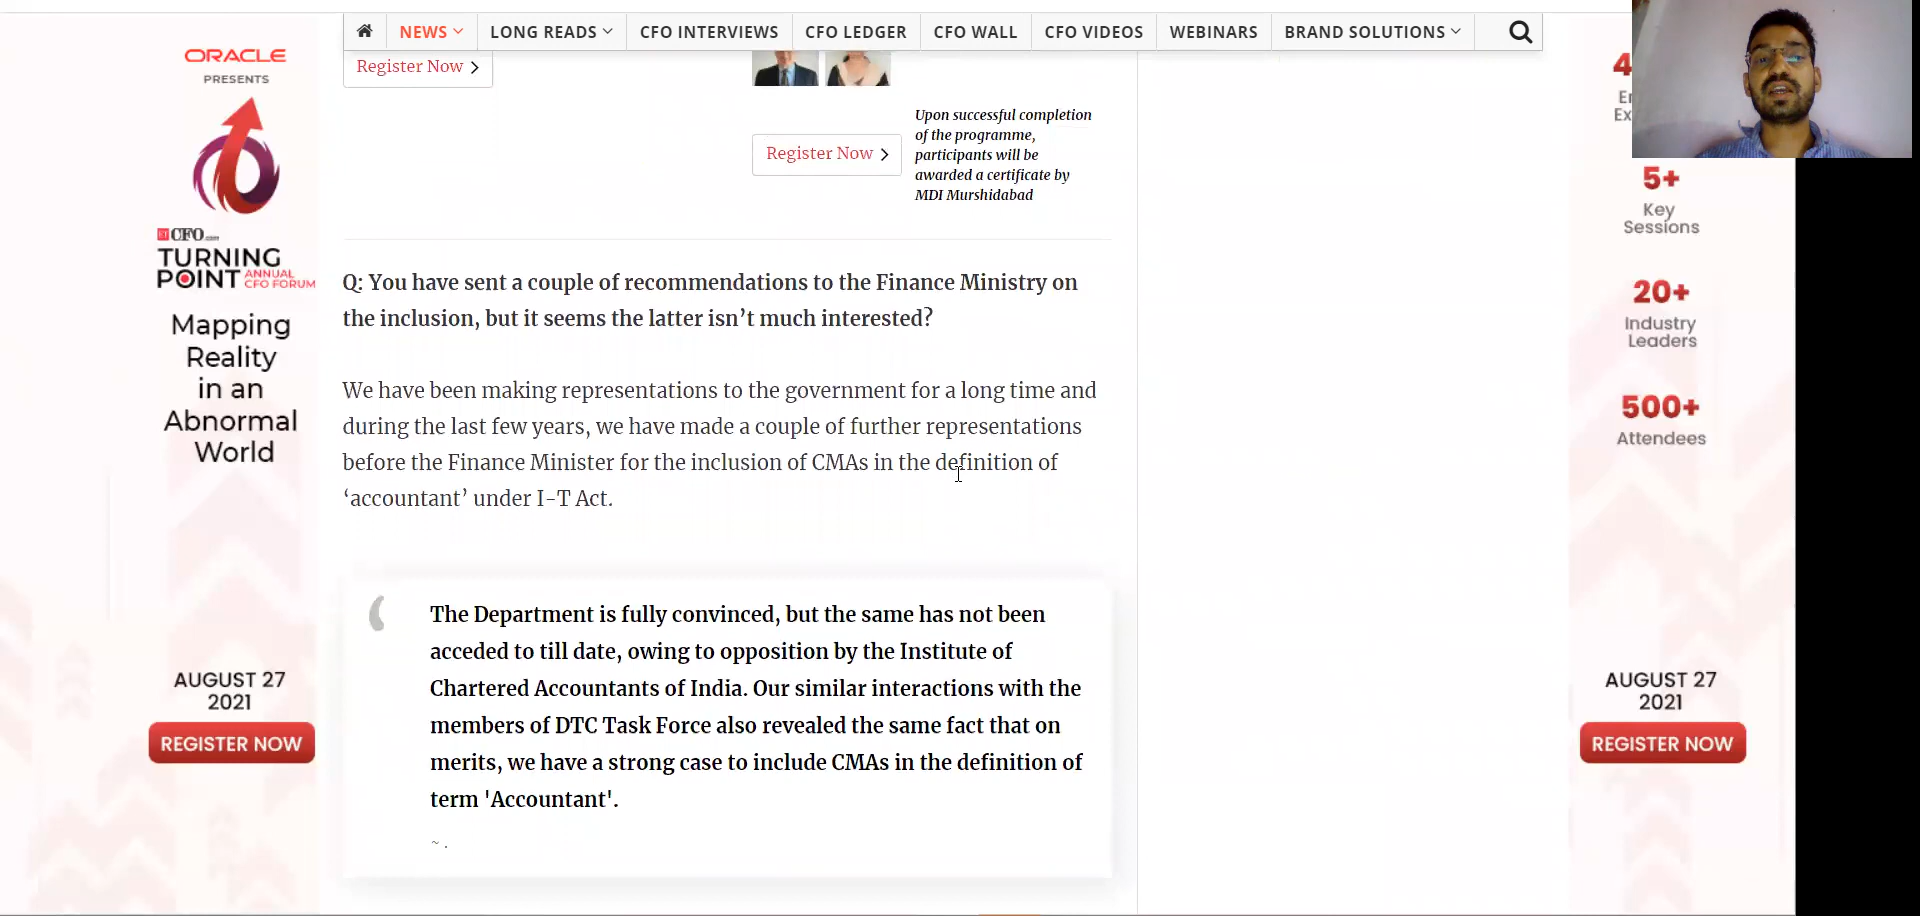 NEWS
LONG READS
CFO INTERVIEWS
CFO LEDGER
CFO WALL
CFO VIDEOS
WEBINARS
BRAND SOLUTIONS
ORACLE
PRESENTS
ETCFO.com
TURNING
POINT ANNUAL
CFO FORUM
Mapping
Reality
in an
Abnormal
World
AUGUST 27
2021
REGISTER NOW
Register Now
Register Now
Upon successful completion
of the programme,
participants will be
awarded a certificate by
MDI Murshidabad
Q: You have sent a couple of recommendations to the Finance Ministry on
the inclusion, but it seems the latter isn’t much interested?
We have been making representations to the government for a long time and
during the last few years, we have made a couple of further representations
before the Finance Minister for the inclusion of CMAs in the definition of
‘accountant’ under I-T Act.
The Department is fully convinced, but the same has not been
acceded to till date, owing to opposition by the Institute of
Chartered Accountants of India. Our similar interactions with the
members of DTC Task Force also revealed the same fact that on
merits, we have a strong case to include CMAs in the definition of
term 'Accountant'.
~ .
5+
Key
Sessions
20+
Industry
Leaders
500+
Attendees
AUGUST 27
2021
REGISTER NOW